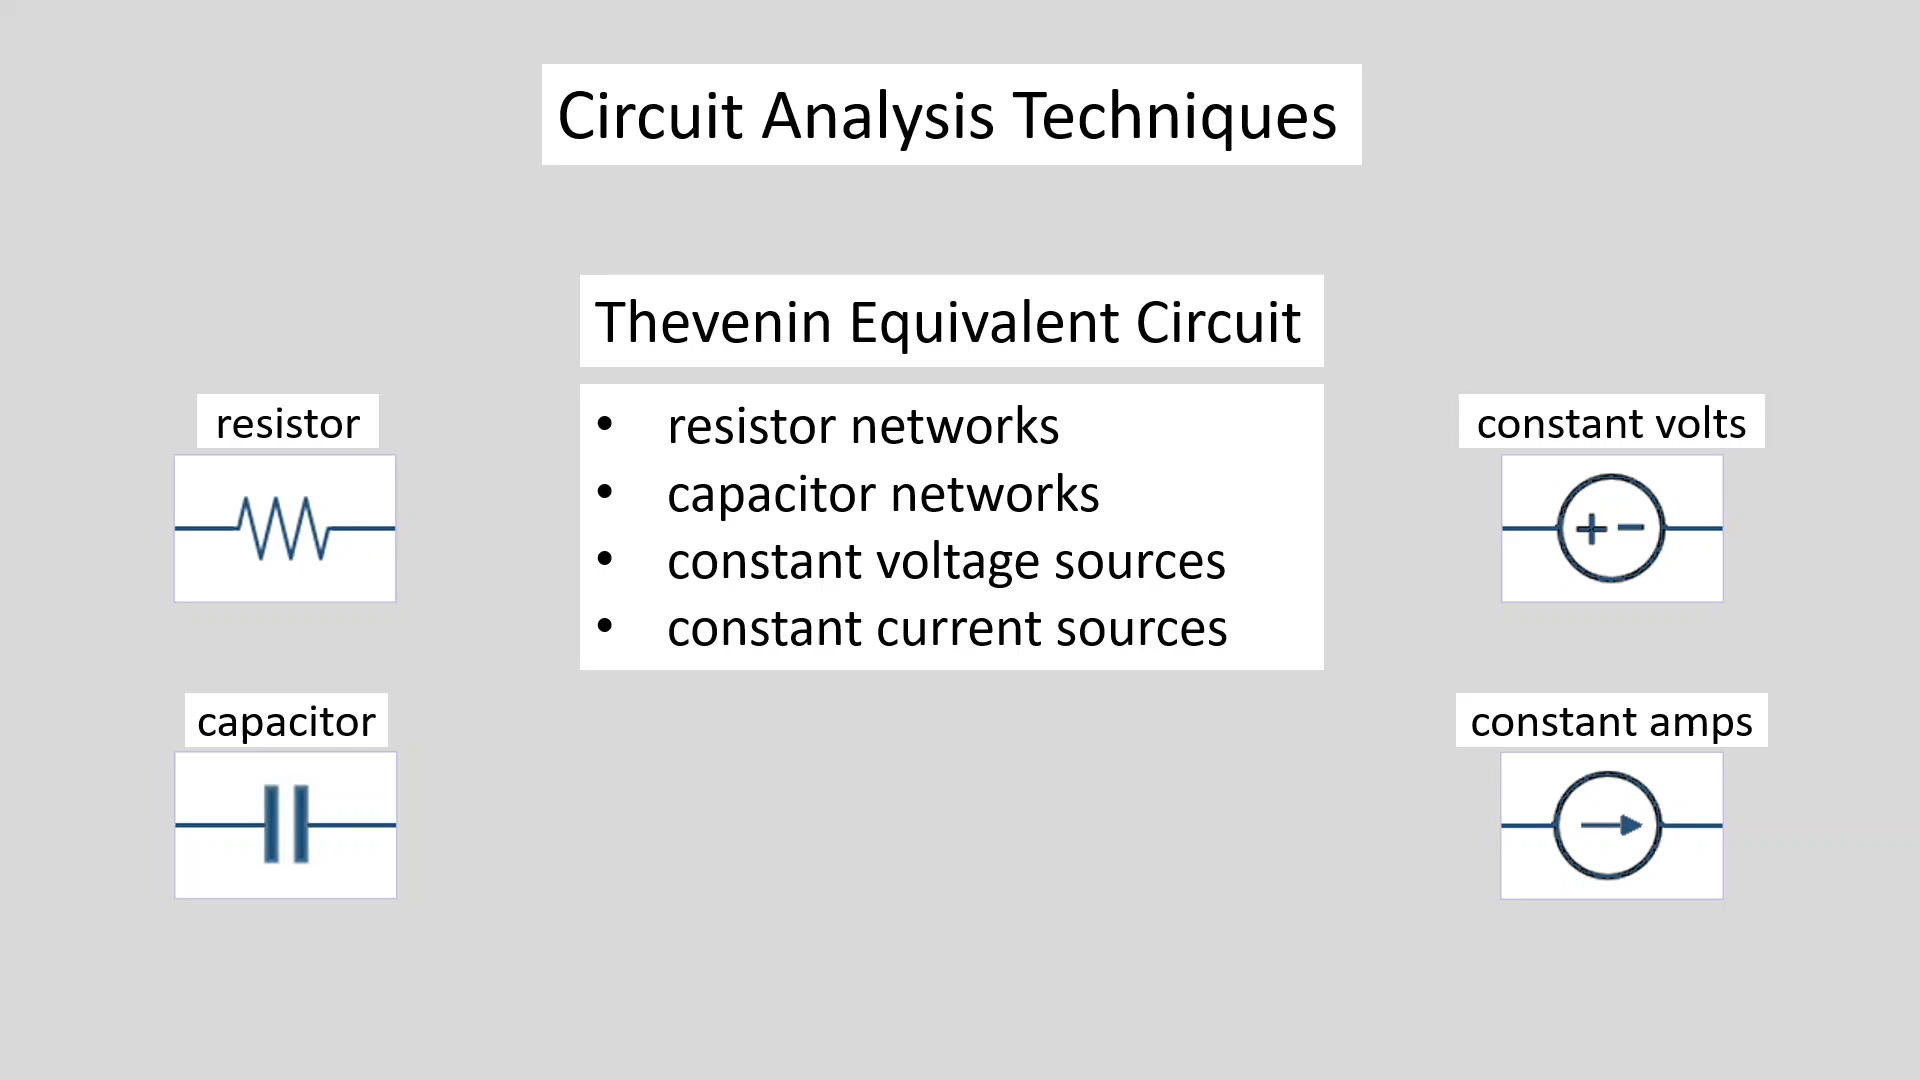 Circuit Analysis Techniques
Thevenin Equivalent Circuit
• resistor networks
• capacitor networks
• constant voltage sources
• constant current sources
resistor
capacitor
constant volts
constant amps